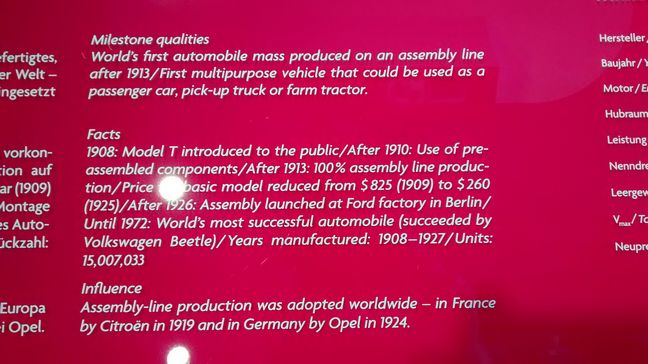 efertigtes,
er Welt –
ingesetzt
vorkon-
tion auf
ar (1909)
Montage
es Auto-
ückzahl:
Europa
ei Opel.
Milestone qualities
World's first automobile mass produced on an assembly line
after 1913/First multipurpose vehicle that could be used as a
passenger car, pick-up truck or farm tractor.
Facts
1908: Model T introduced to the public/After 1910: Use of pre-
assembled components/After 1913: 100% assembly line produc-
tion/Price basic model reduced from $825 (1909) to $260
(1925)/After 1926: Assembly launched at Ford factory in Berlin/
Until 1972: World's most successful automobile (succeeded by
Volkswagen Beetle)/Years manufactured: 1908–1927/Units:
15,007,033
Influence
Assembly-line production was adopted worldwide – in France
by Citroën in 1919 and in Germany by Opel in 1924.
Hersteller/
Baujahr/Y
Motor/E
Hubraum
Leistung
Nenndre
Leergew
Vmax/To
Neupre